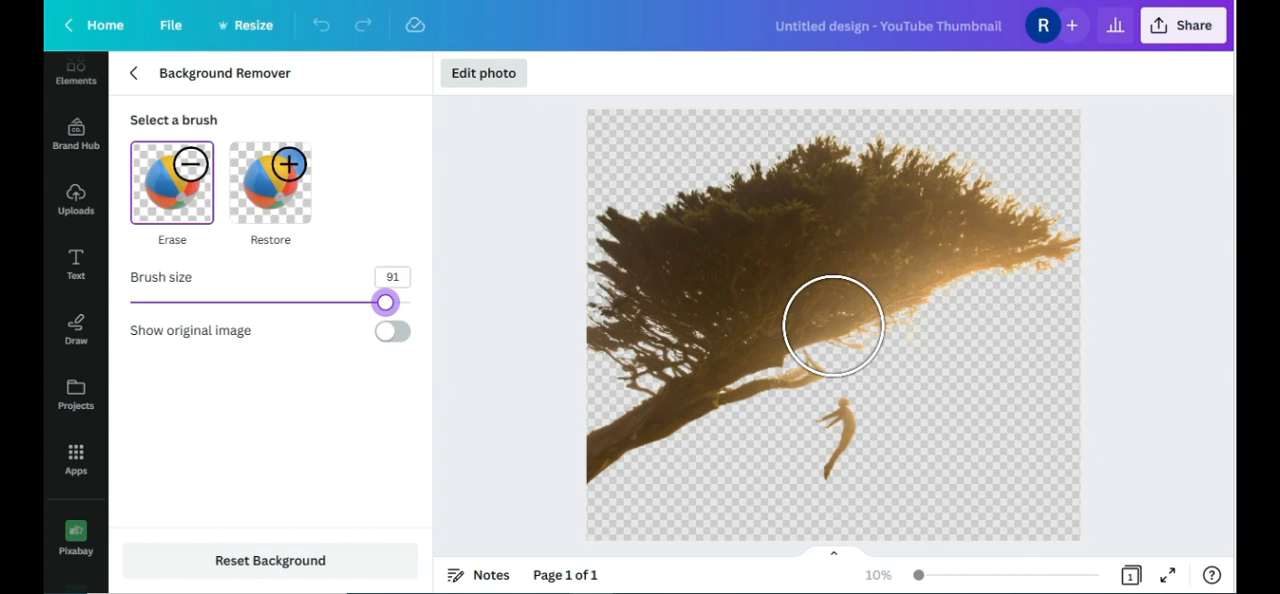 Home File Resize Untitled design - YouTube Thumbnail R + Share
Elements
Brand Hub
CO.
Uploads
Text
Draw
Projects
Apps
Pixabay
Background Remover
Select a brush
Erase Restore
Brush size 91
Show original image
Reset Background
Edit photo
Notes Page 1 of 1 10% 1 ?